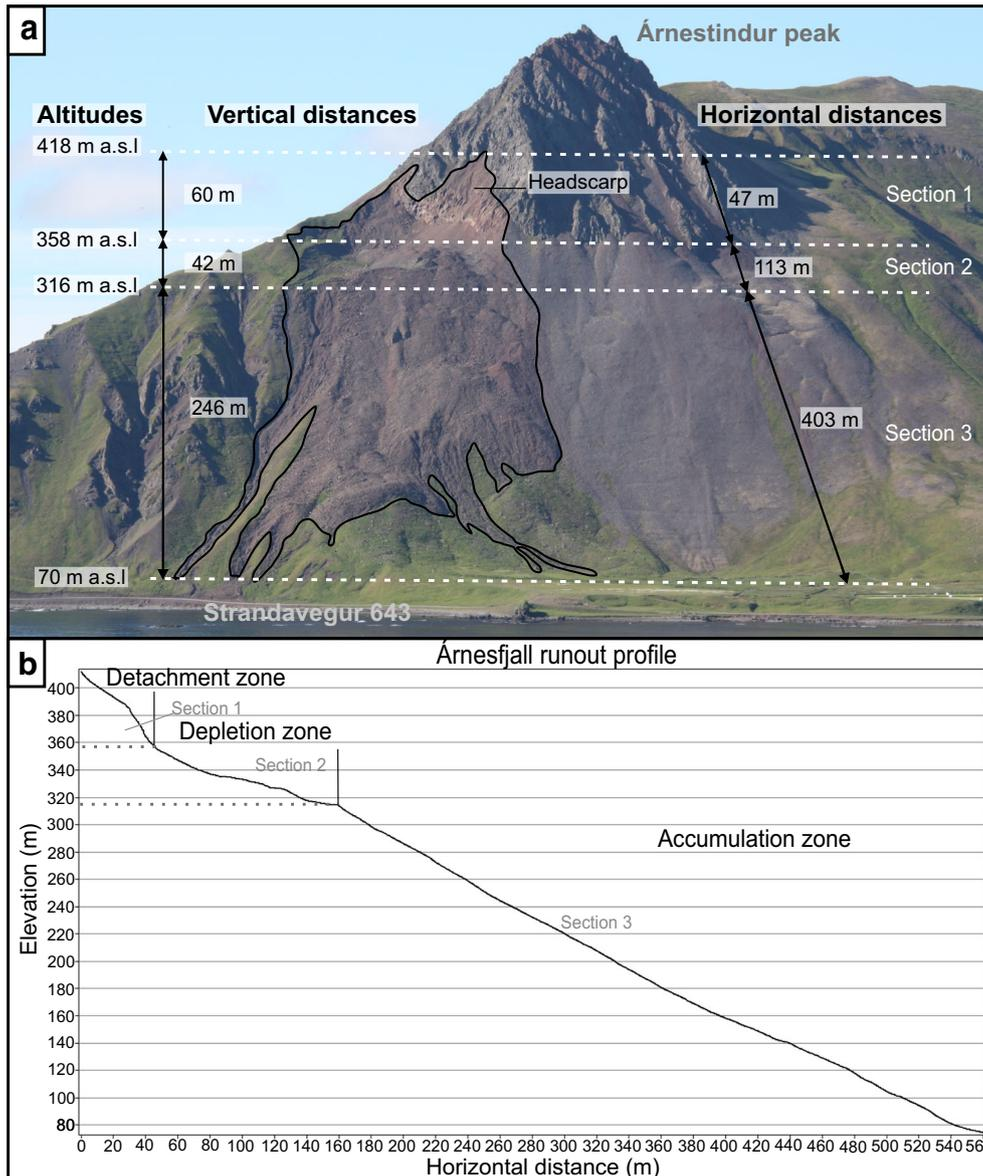 a
Árnestindur peak
Altitudes
Vertical distances
Horizontal distances
418 m a.s.l
60 m
Headscarp
47 m
Section 1
358 m a.s.l
42 m
113 m
Section 2
316 m a.s.l
246 m
403 m
Section 3
70 m a.s.l
Strandavegur 643
b
Árnesfjall runout profile
Detachment zone
Section 1
Depletion zone
Section 2
Accumulation zone
Section 3
Elevation (m)
400
380
360
340
320
300
280
260
240
220
200
180
160
140
120
100
80
0 20 40 60 80 100 120 140 160 180 200 220 240 260 280 300 320 340 360 380 400 420 440 460 480 500 520 540 560
Horizontal distance (m)